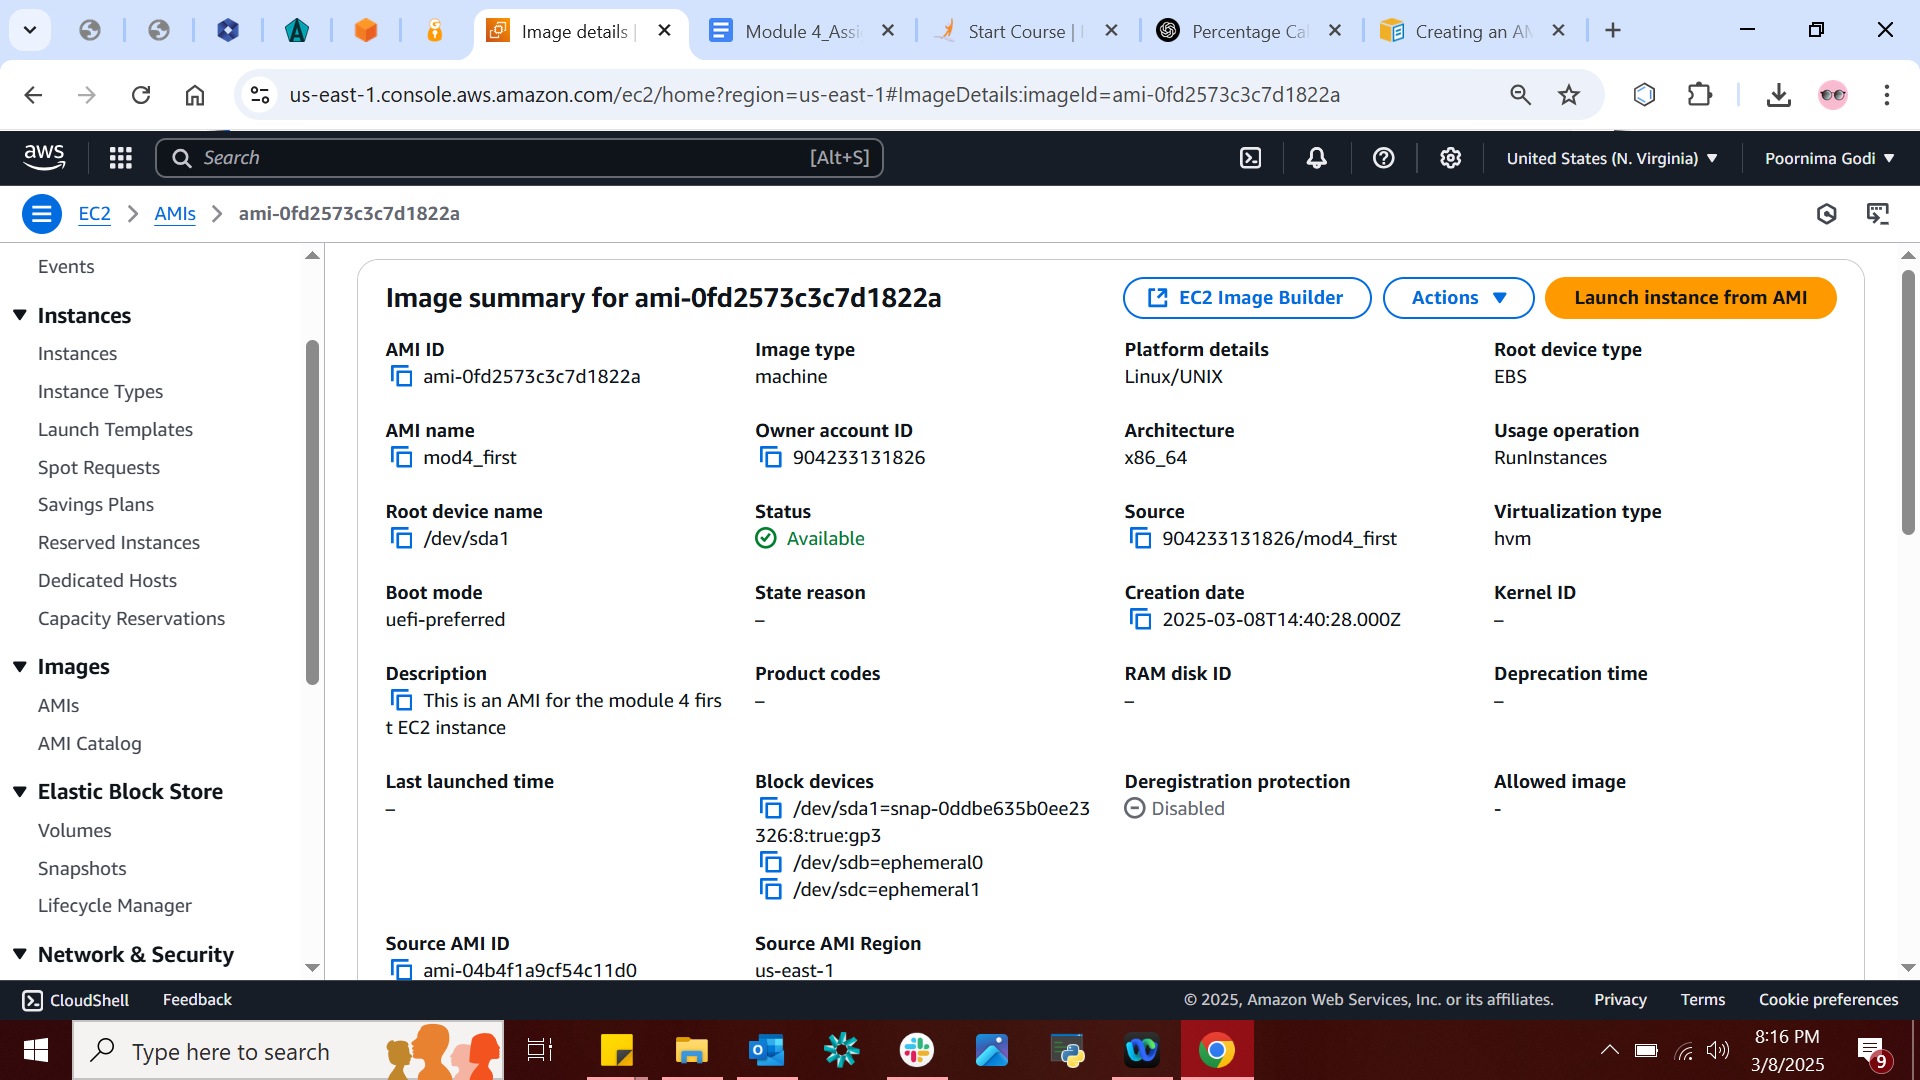 Image details |
Module 4_Assi
Start Course |
Percentage Cal
Creating an AM
us-east-1.console.aws.amazon.com/ec2/home?region=us-east-1#ImageDetails:imageId=ami-0fd2573c3c7d1822a
aws
Search
[Alt+S]
United States (N. Virginia)
Poornima Godi
EC2
AMIs
ami-0fd2573c3c7d1822a
Events
Instances
Instances
Instance Types
Launch Templates
Spot Requests
Savings Plans
Reserved Instances
Dedicated Hosts
Capacity Reservations
Images
AMIs
AMI Catalog
Elastic Block Store
Volumes
Snapshots
Lifecycle Manager
Network & Security
Image summary for ami-0fd2573c3c7d1822a
EC2 Image Builder
Actions
Launch instance from AMI
AMI ID
ami-0fd2573c3c7d1822a
Image type
machine
Platform details
Linux/UNIX
Root device type
EBS
AMI name
mod4_first
Owner account ID
904233131826
Architecture
x86_64
Usage operation
RunInstances
Root device name
/dev/sda1
Status
Available
Source
904233131826/mod4_first
Virtualization type
hvm
Boot mode
uefi-preferred
State reason
–
Creation date
2025-03-08T14:40:28.000Z
Kernel ID
–
Description
This is an AMI for the module 4 firs
t EC2 instance
Product codes
–
RAM disk ID
–
Deprecation time
–
Last launched time
–
Block devices
/dev/sda1=snap-0ddbe635b0ee23
326:8:true:gp3
/dev/sdb=ephemeral0
/dev/sdc=ephemeral1
Deregistration protection
Disabled
Allowed image
-
Source AMI ID
ami-04b4f1a9cf54c11d0
Source AMI Region
us-east-1
CloudShell
Feedback
© 2025, Amazon Web Services, Inc. or its affiliates.
Privacy
Terms
Cookie preferences
Type here to search
8:16 PM
3/8/2025
9